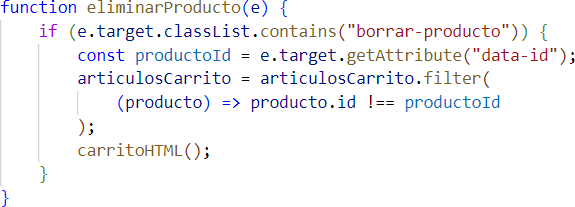 function eliminarProducto(e) {
    if (e.target.classList.contains("borrar-producto")) {
        const productoId = e.target.getAttribute("data-id");
        articulosCarrito = articulosCarrito.filter(
            (producto) => producto.id !== productoId
        );
        carritoHTML();
    }
}